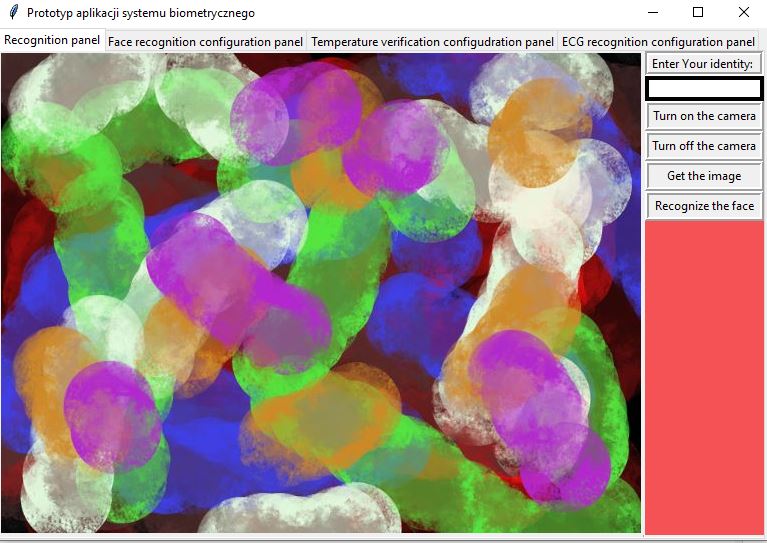 Prototyp aplikacji systemu biometrycznego
Recognition panel
Face recognition configuration panel
Temperature verification configudration panel
ECG recognition configuration panel
Enter Your identity:
Turn on the camera
Turn off the camera
Get the image
Recognize the face